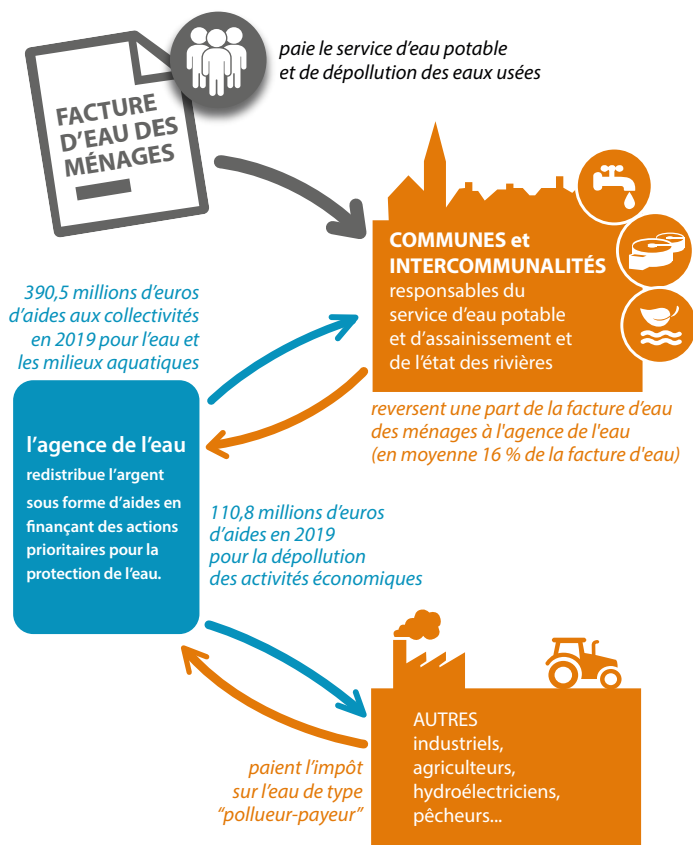 paie le service d’eau potable
et de dépollution des eaux usées
FACTURE
D’EAU DES
MÉNAGES
COMMUNES et
INTERCOMMUNALITÉS
responsables du
service d’eau potable
et d’assainissement et
de l’état des rivières
390,5 millions d’euros
d’aides aux collectivités
en 2019 pour l’eau et
les milieux aquatiques
reversent une part de la facture d’eau
des ménages à l'agence de l'eau
(en moyenne 16 % de la facture d'eau)
l’agence de l’eau
redistribue l’argent
sous forme d’aides en
finançant des actions
prioritaires pour la
protection de l’eau.
110,8 millions d’euros
d’aides en 2019
pour la dépollution
des activités économiques
AUTRES
industriels,
agriculteurs,
hydroélectriciens,
pêcheurs...
paient l’impôt
sur l’eau de type
“pollueur-payeur”